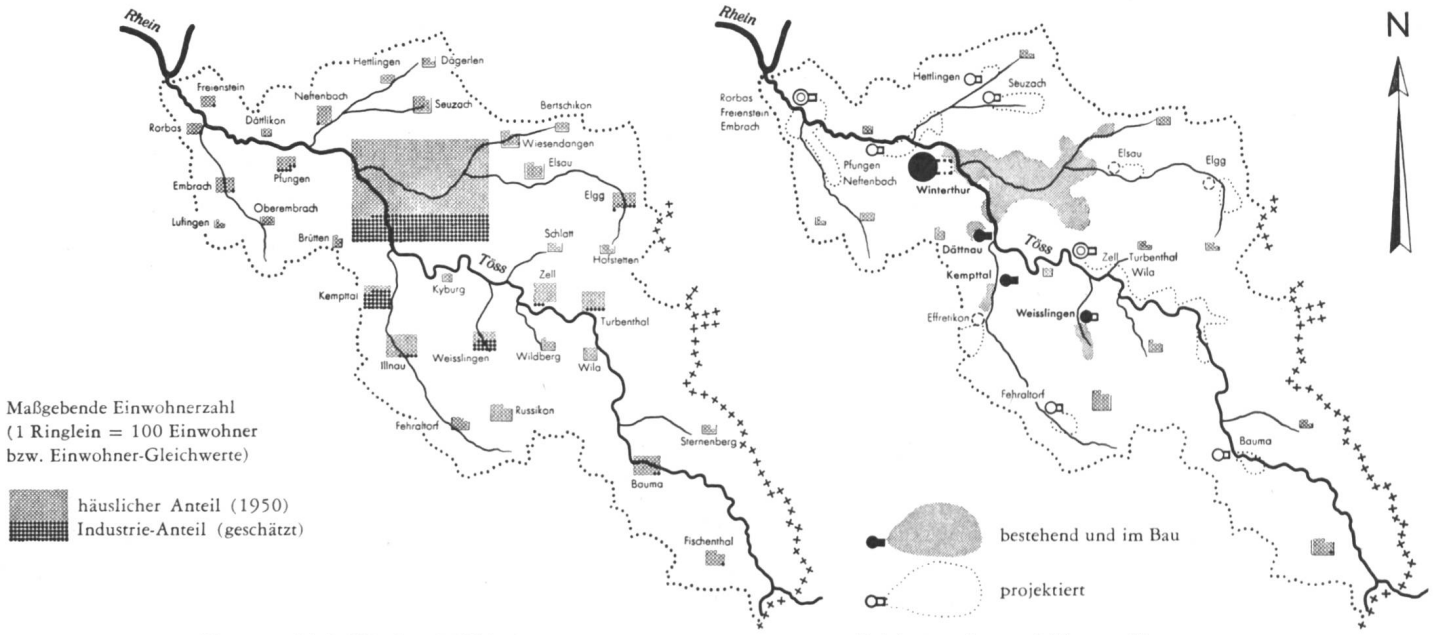 Rhein
Hettlingen
Dägerlen
Freienstein
Neftenbach
Seuzach
Bertschikon
Rorbas
Dättlikon
Wiesendangen
Elsau
Pfungen
Embrach
Elgg
Lufingen
Oberembrach
Brütten
Schlatt
Hofstetten
Töss
Kempttal
Kyburg
Zell
Turbenthal
Illnau
Weisslingen
Wildberg
Wila
Fehraltorf
Russikon
Sternenberg
Bauma
Fischenthal
Maßgebende Einwohnerzahl
(1 Ringlein = 100 Einwohner
bzw. Einwohner-Gleichwerte)
häuslicher Anteil (1950)
Industrie-Anteil (geschätzt)
Rhein
N
Hettlingen
Seuzach
Rorbas
Freienstein
Embrach
Pfungen
Neftenbach
Elsau
Elgg
Winterthur
Dättnau
Töss
Zell
Turbenthal
Wila
Kempttal
Effretikon
Weisslingen
Fehraltorf
Bauma
bestehend und im Bau
projektiert